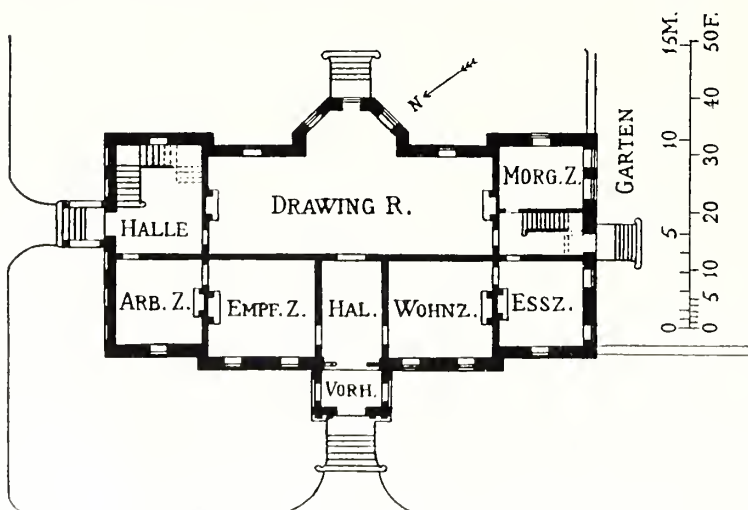 15M.
50F.
40
10
30
20
5
10
5
0
0
N
GARTEN
MORG. Z.
DRAWING R.
HALLE
ARB. Z.
EMPF. Z.
HAL.
WOHNZ.
ESSZ.
VORH.